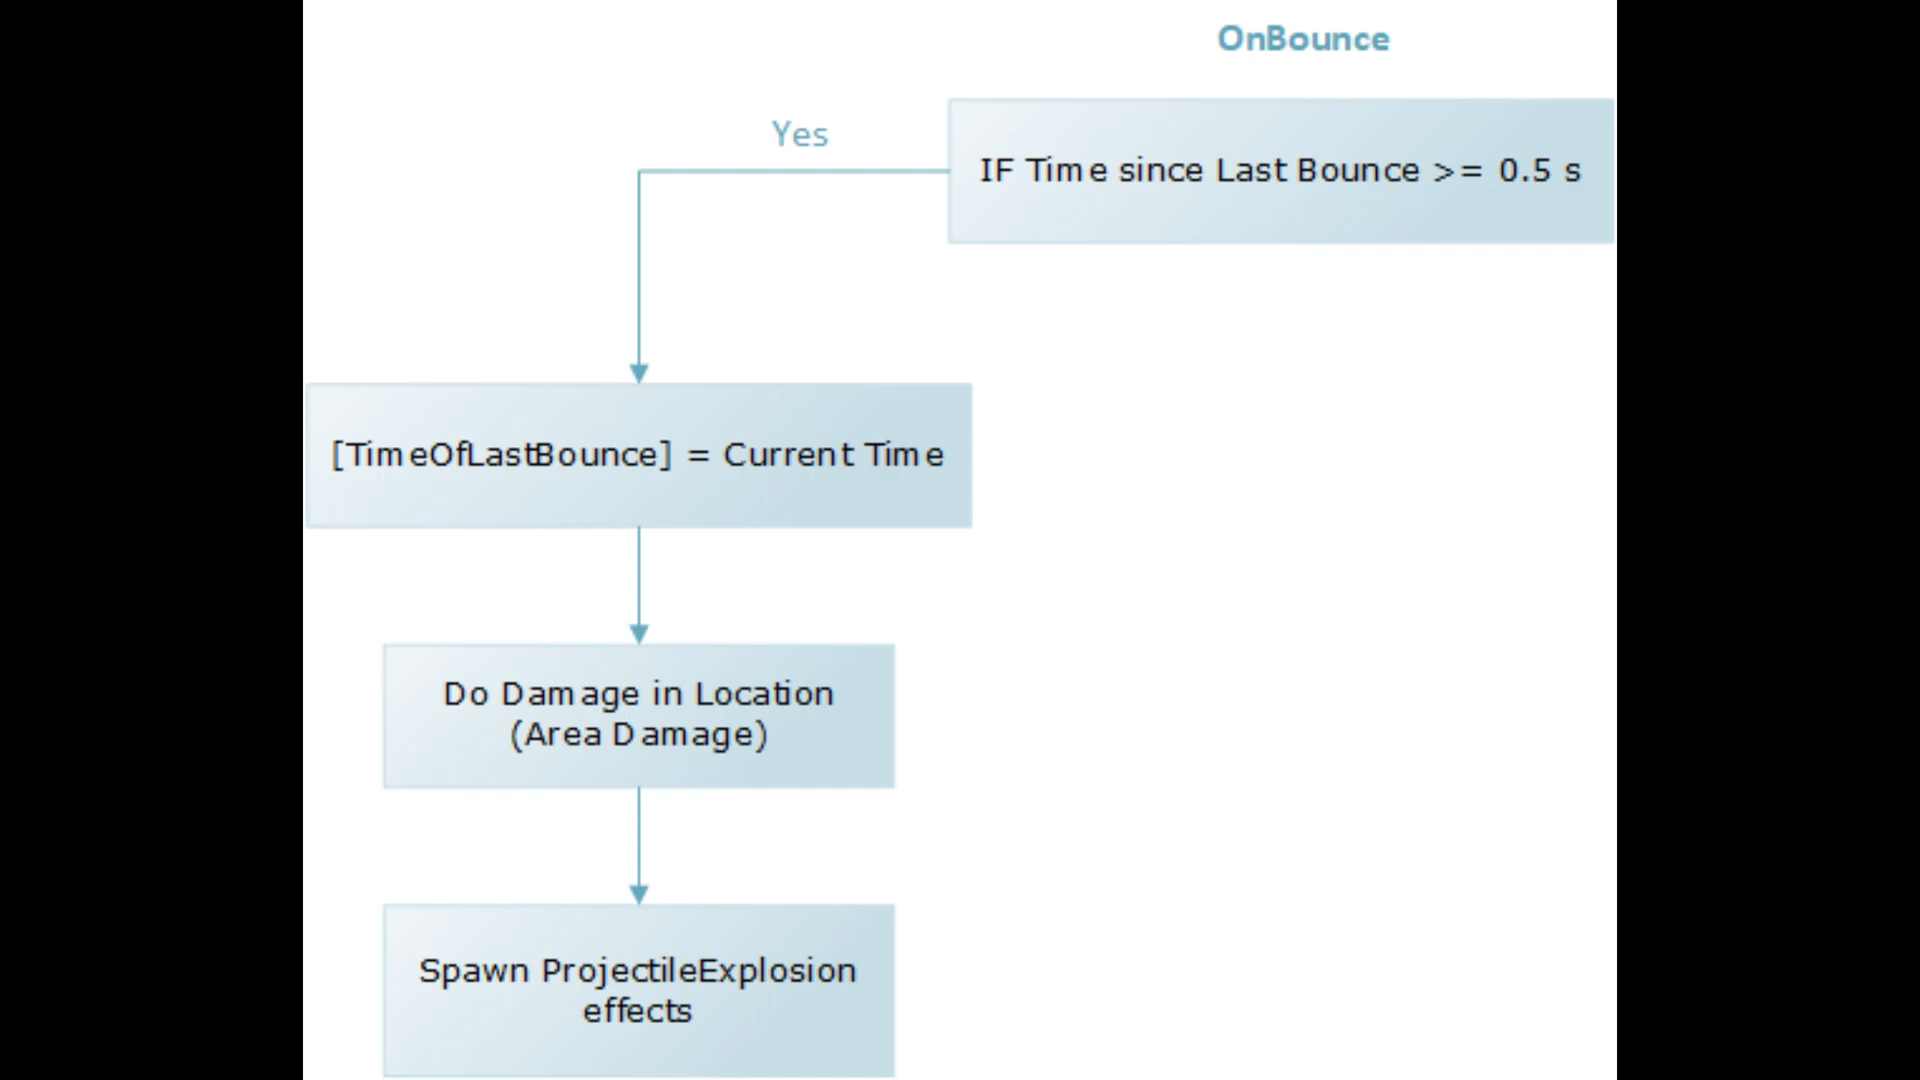 OnBounce
Yes
IF Time since Last Bounce >= 0.5 s
[TimeOfLastBounce] = Current Time
Do Damage in Location
(Area Damage)
Spawn ProjectileExplosion
effects